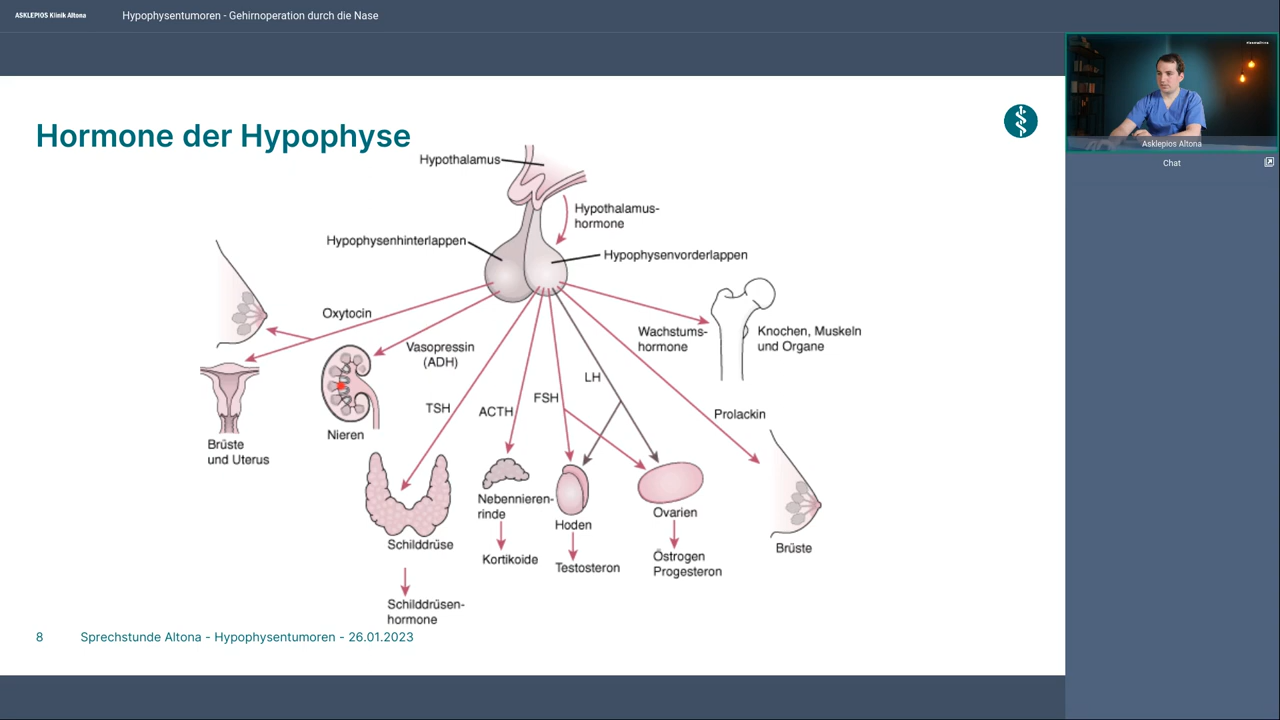 ASKLEPIOS Klinik Altona
Hypophysentumoren - Gehirnoperation durch die Nase
Asklepios Altona
Chat
Hormone der Hypophyse
Hypothalamus
Hypothalamus-
hormone
Hypophysenhinterlappen
Hypophysenvorderlappen
Oxytocin
Vasopressin
(ADH)
Wachstums-
hormone
Knochen, Muskeln
und Organe
LH
TSH
ACTH
FSH
Prolackin
Nieren
Brüste
und Uterus
Nebennieren-
rinde
Hoden
Ovarien
Schilddrüse
Kortikoide
Testosteron
Östrogen
Progesteron
Brüste
Schilddrüsen-
hormone
8 Sprechstunde Altona - Hypophysentumoren - 26.01.2023